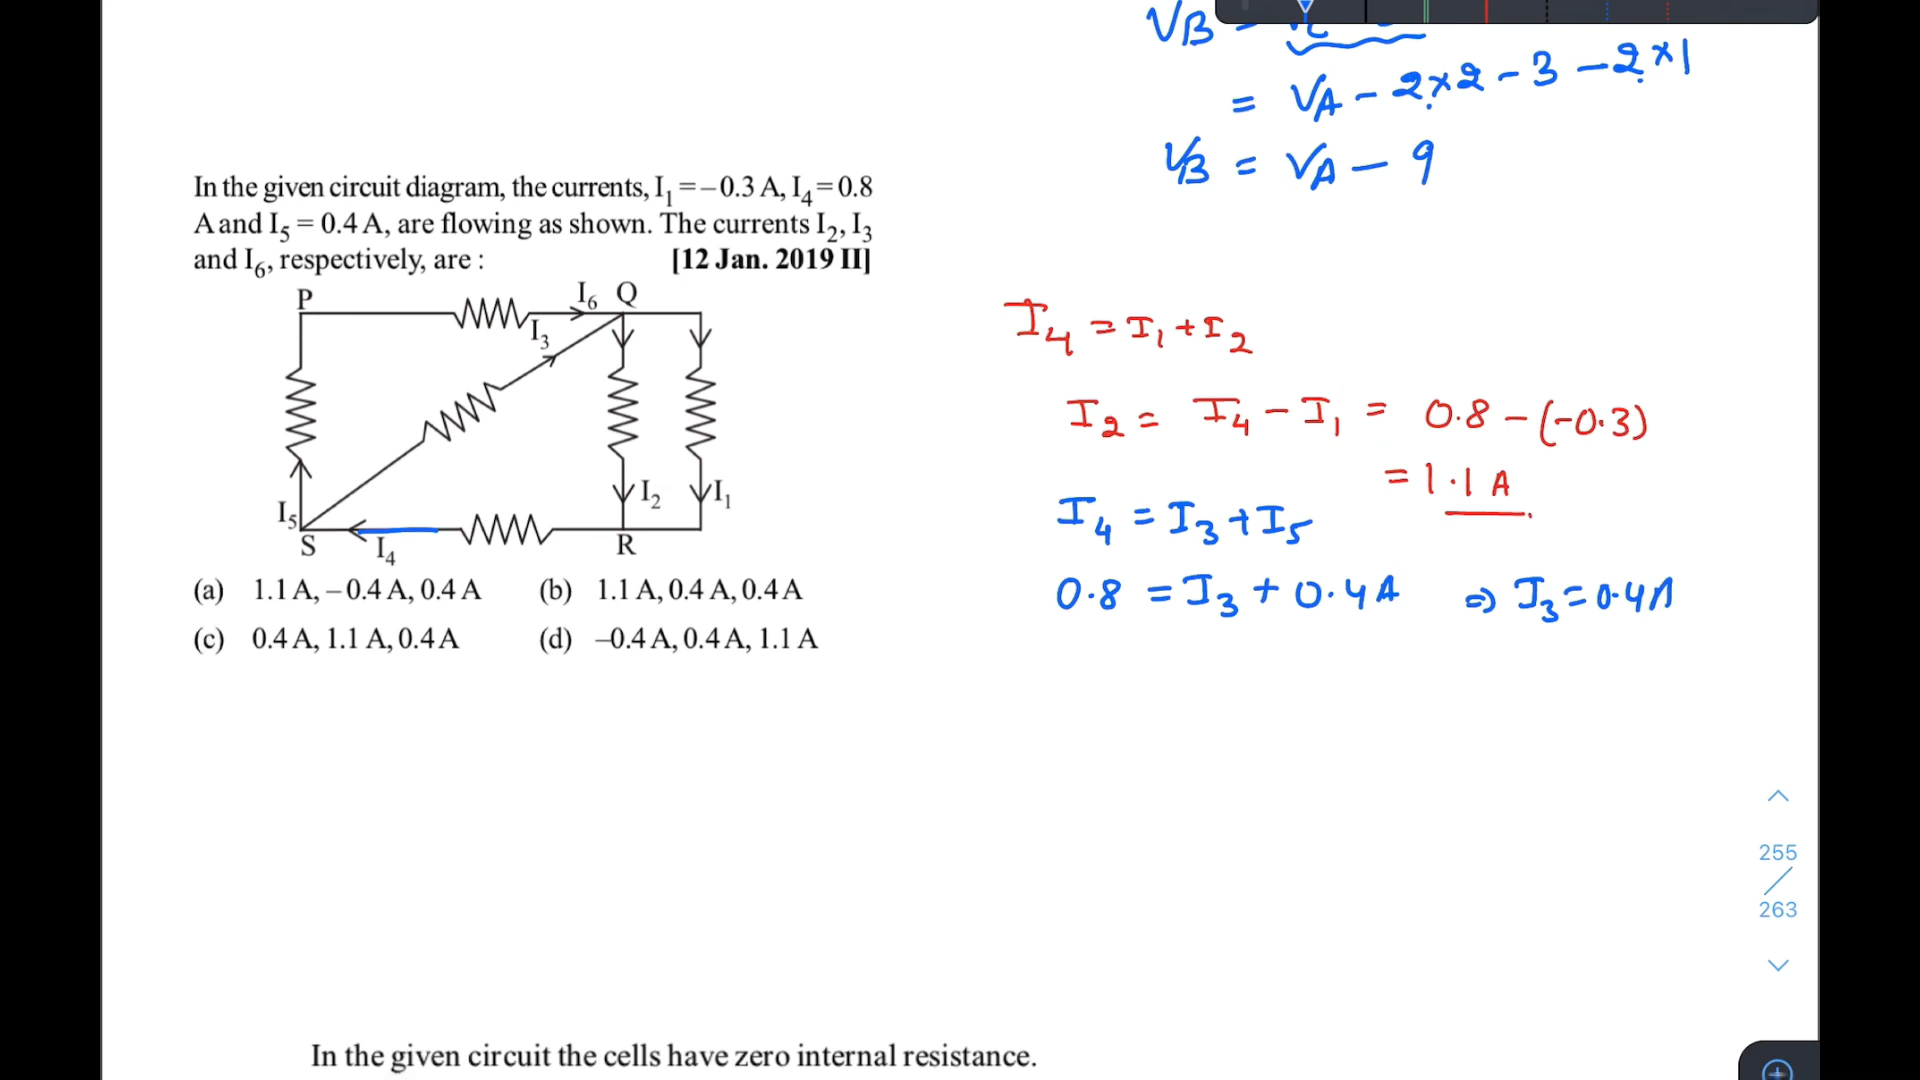 V_B =
= V_A - 2×2 - 3 - 2×1
V_B = V_A - 9
In the given circuit diagram, the currents, I₁ = – 0.3 A, I₄ = 0.8
A and I₅ = 0.4 A, are flowing as shown. The currents I₂, I₃
and I₆, respectively, are : [12 Jan. 2019 II]
P
I₆ Q
I₃
I₅
I₂
I₁
S
I₄
R
(a) 1.1 A, – 0.4 A, 0.4 A (b) 1.1 A, 0.4 A, 0.4 A
(c) 0.4 A, 1.1 A, 0.4 A (d) –0.4 A, 0.4 A, 1.1 A
I₄ = I₁ + I₂
I₂ = I₄ - I₁ = 0.8 - (-0.3)
= 1.1 A
I₄ = I₃ + I₅
0.8 = I₃ + 0.4 A ⇒ I₃ = 0.4A
255
/
263
In the given circuit the cells have zero internal resistance.